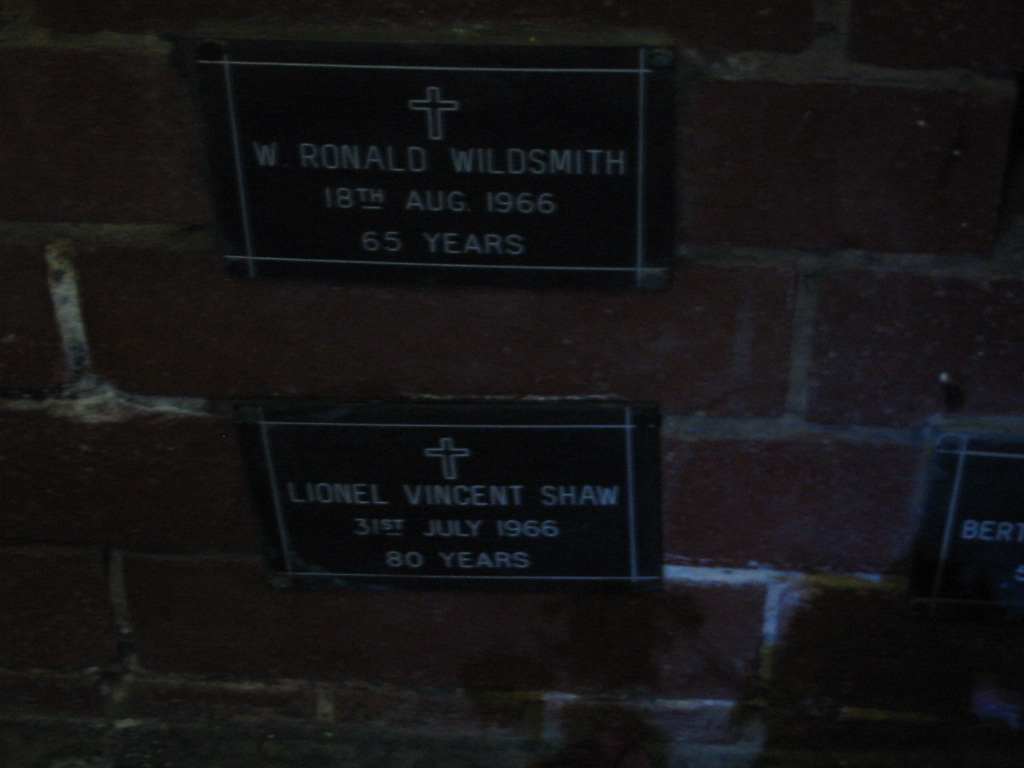 W. RONALD WILDSMITH
18TH AUG. 1966
65 YEARS
LIONEL VINCENT SHAW
31ST JULY 1966
80 YEARS
BERT